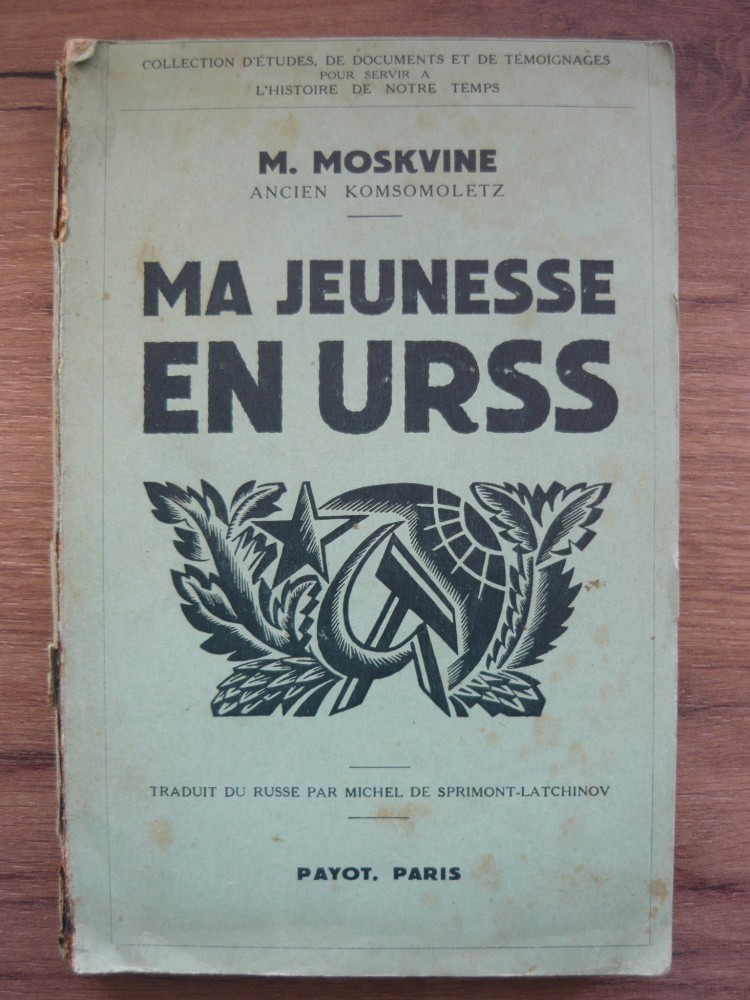 COLLECTION D'ÉTUDES, DE DOCUMENTS ET DE TÉMOIGNAGES
POUR SERVIR A
L'HISTOIRE DE NOTRE TEMPS
M. MOSKVINE
ANCIEN KOMSOMOLETZ
MA JEUNESSE
EN URSS
TRADUIT DU RUSSE PAR MICHEL DE SPRIMONT-LATCHINOV
PAYOT, PARIS